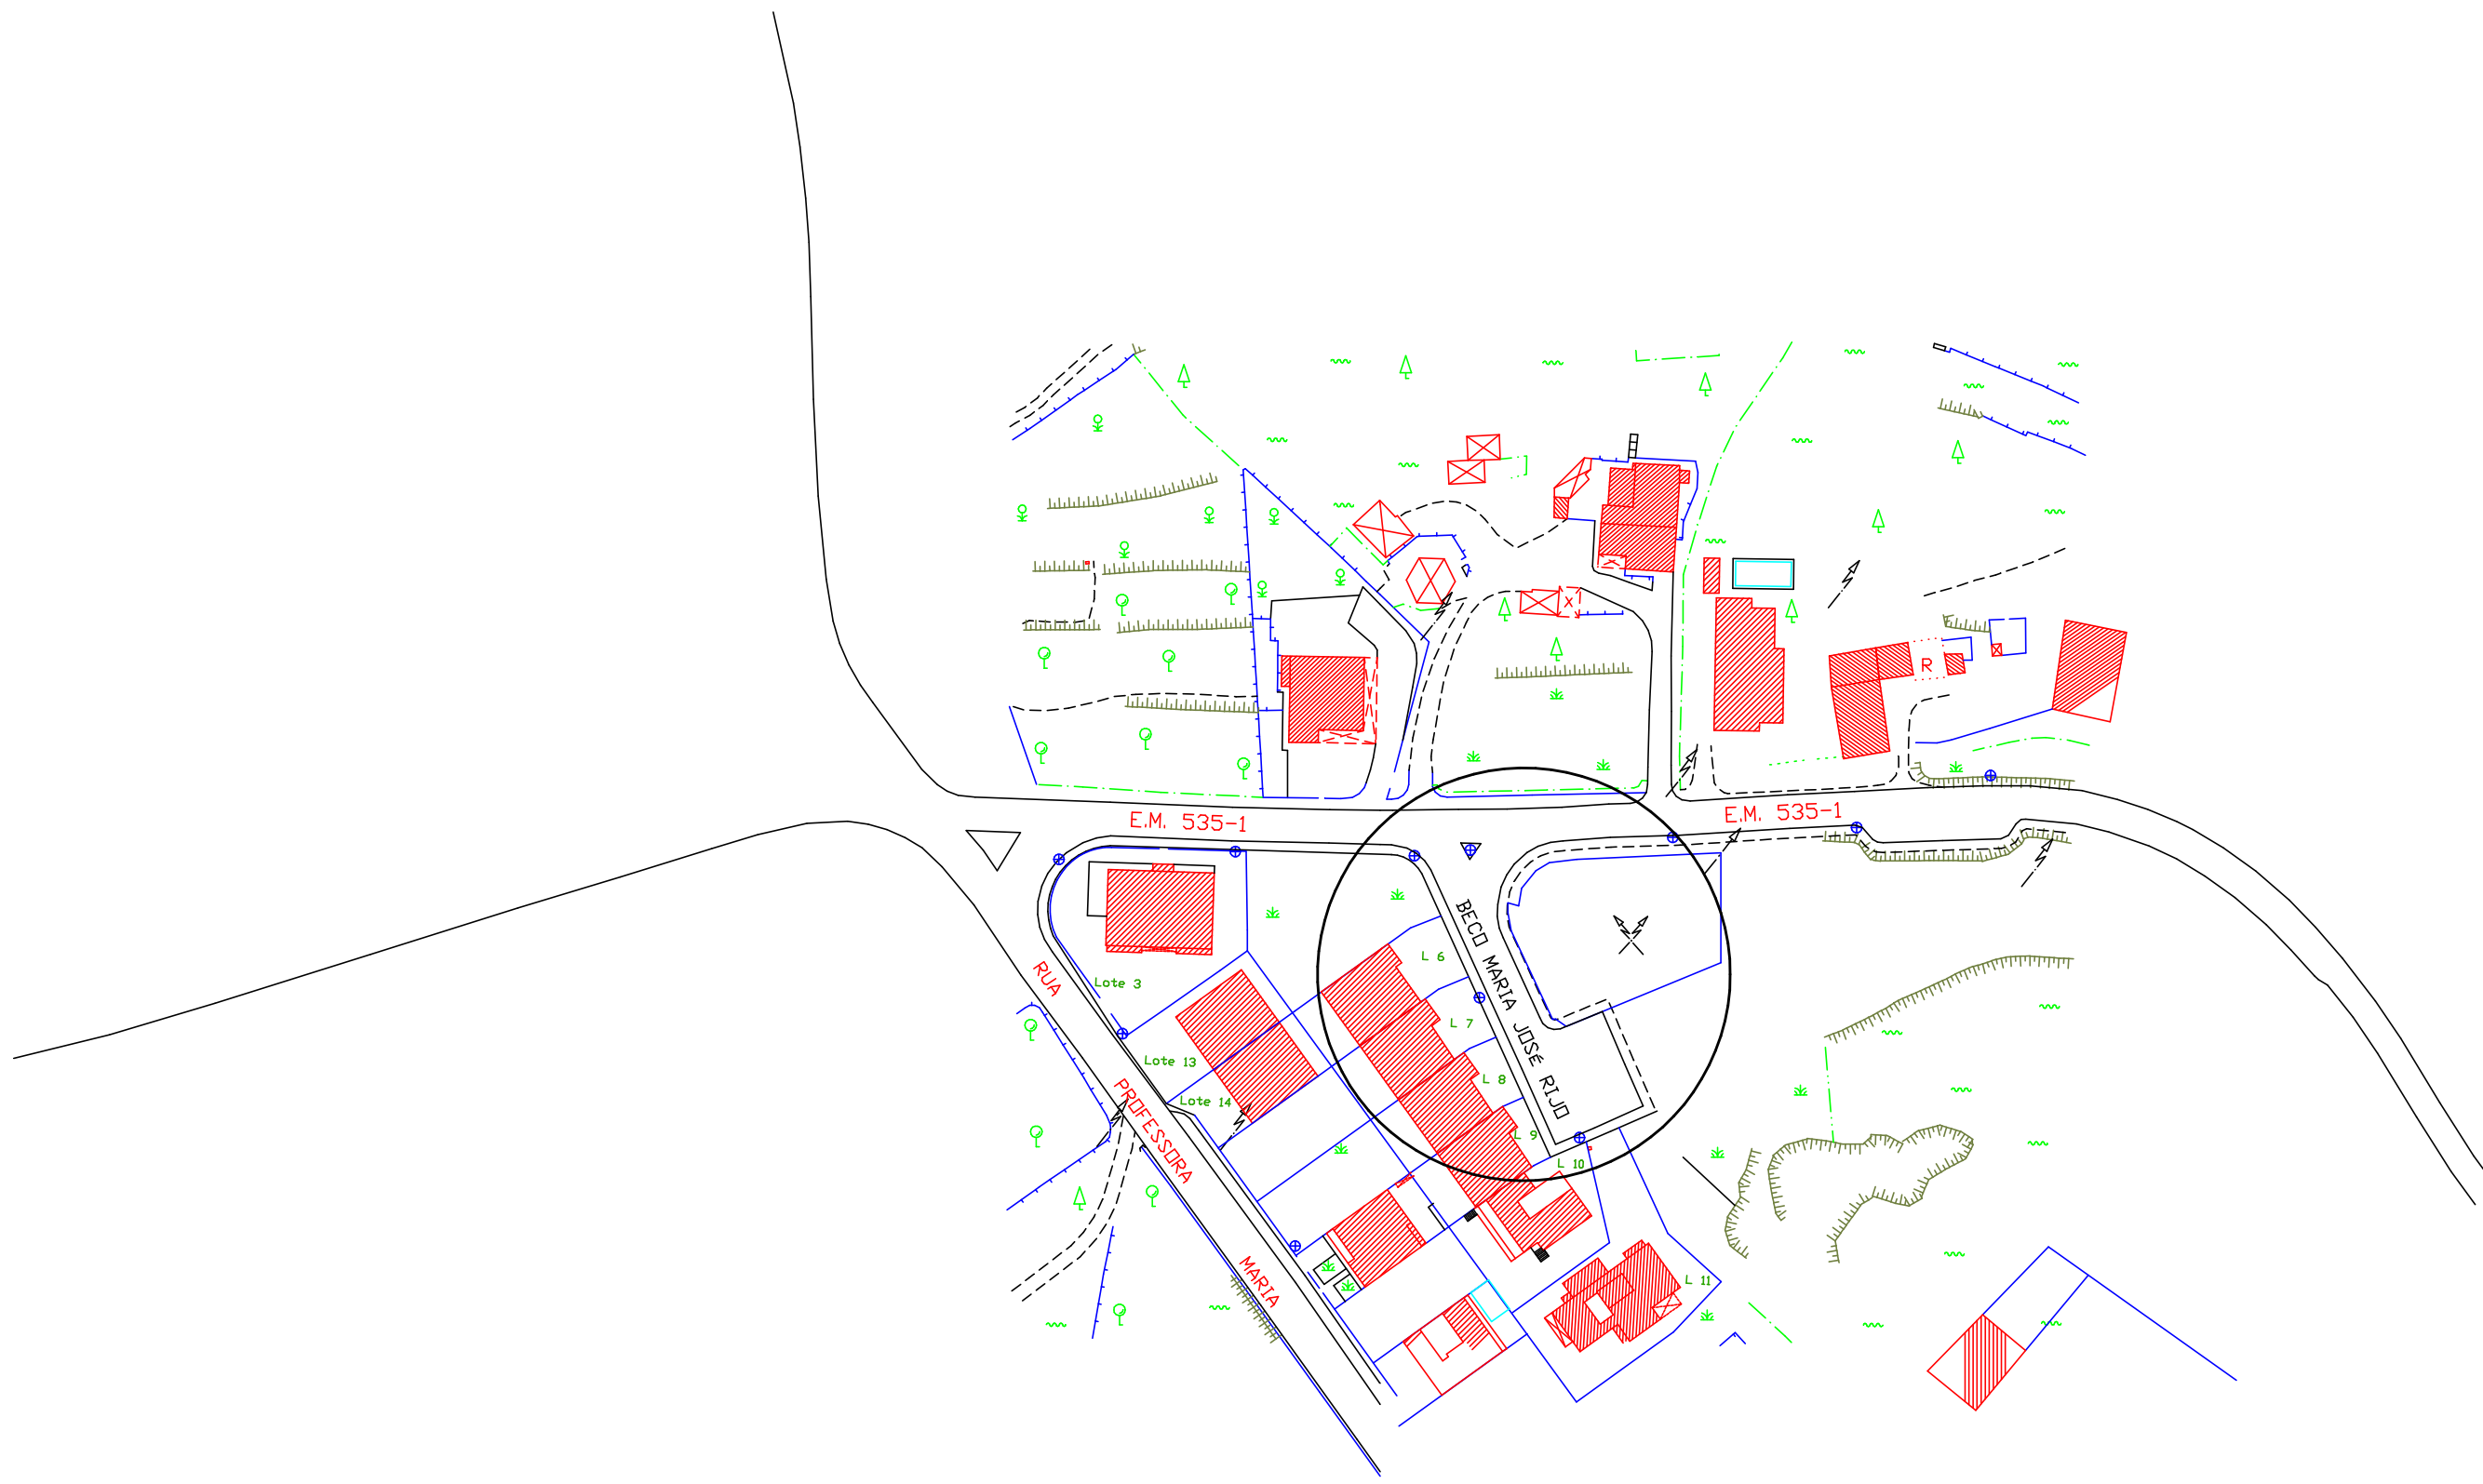 R
E.M. 535-1
E.M. 535-1
BECO MARIA JOSÉ RIJO
L 6
RUA
Lote 3
L 7
Lote 13
L 8
PROFESSORA
Lote 14
L 9
L 10
MARIA
L 11